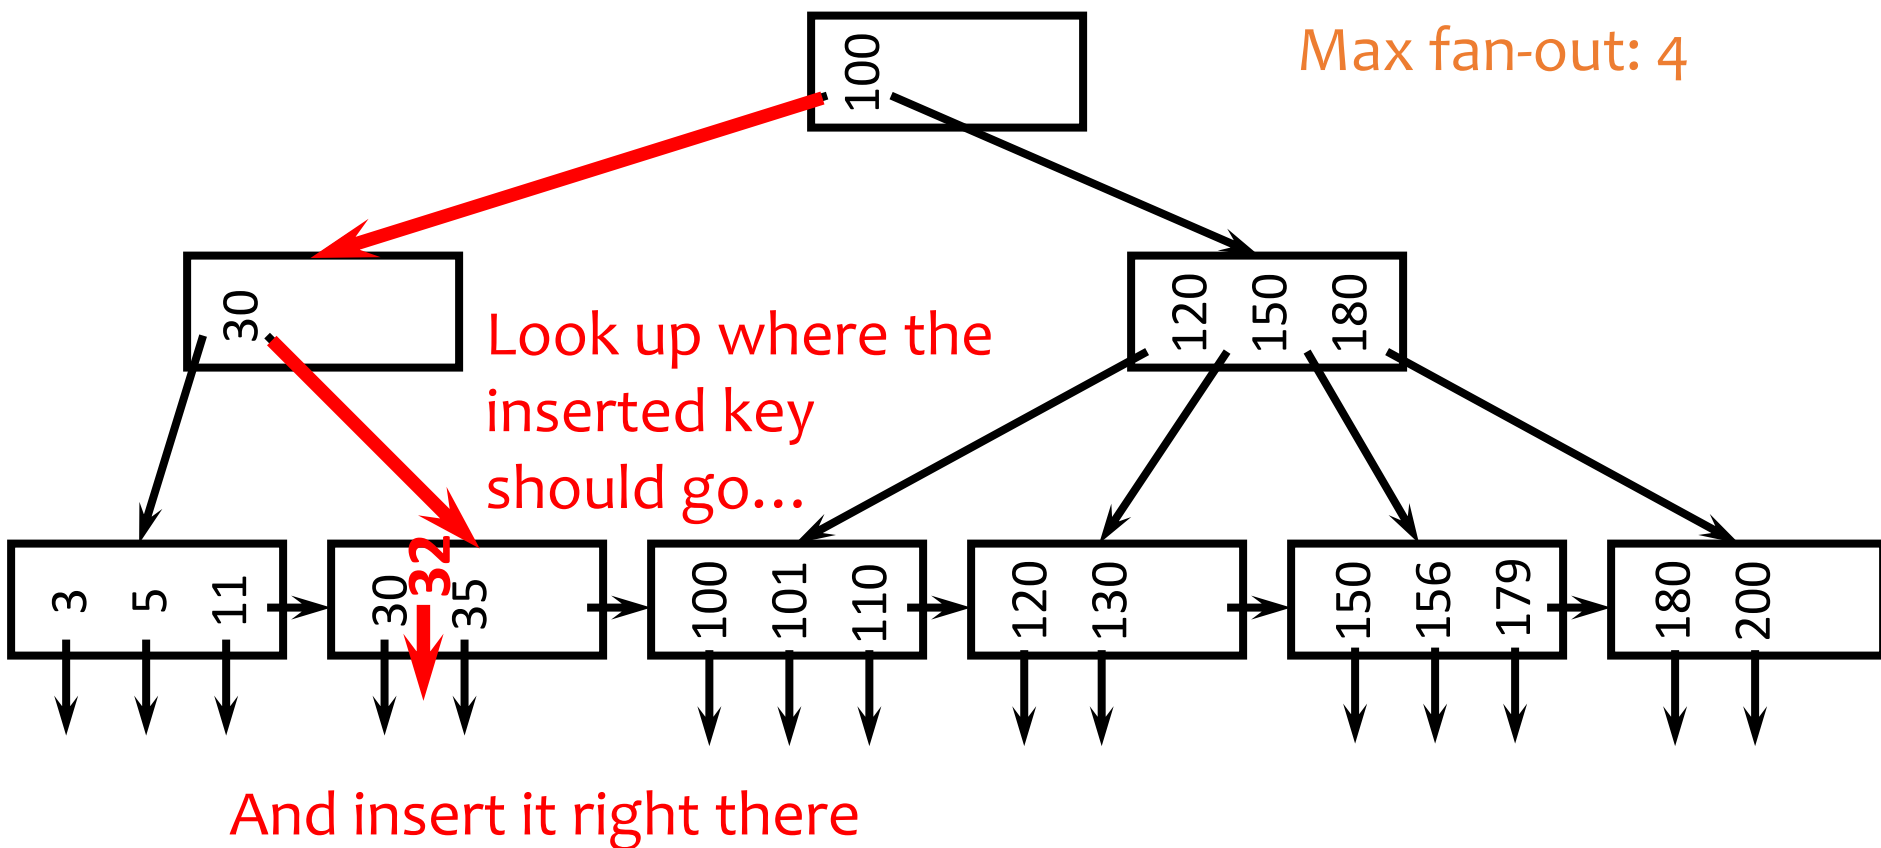 100
Max fan-out: 4
30
120 150 180
Look up where the
inserted key
should go...
3 5 11
30 32 35
100 101 110
120 130
150 156 179
180 200
And insert it right there